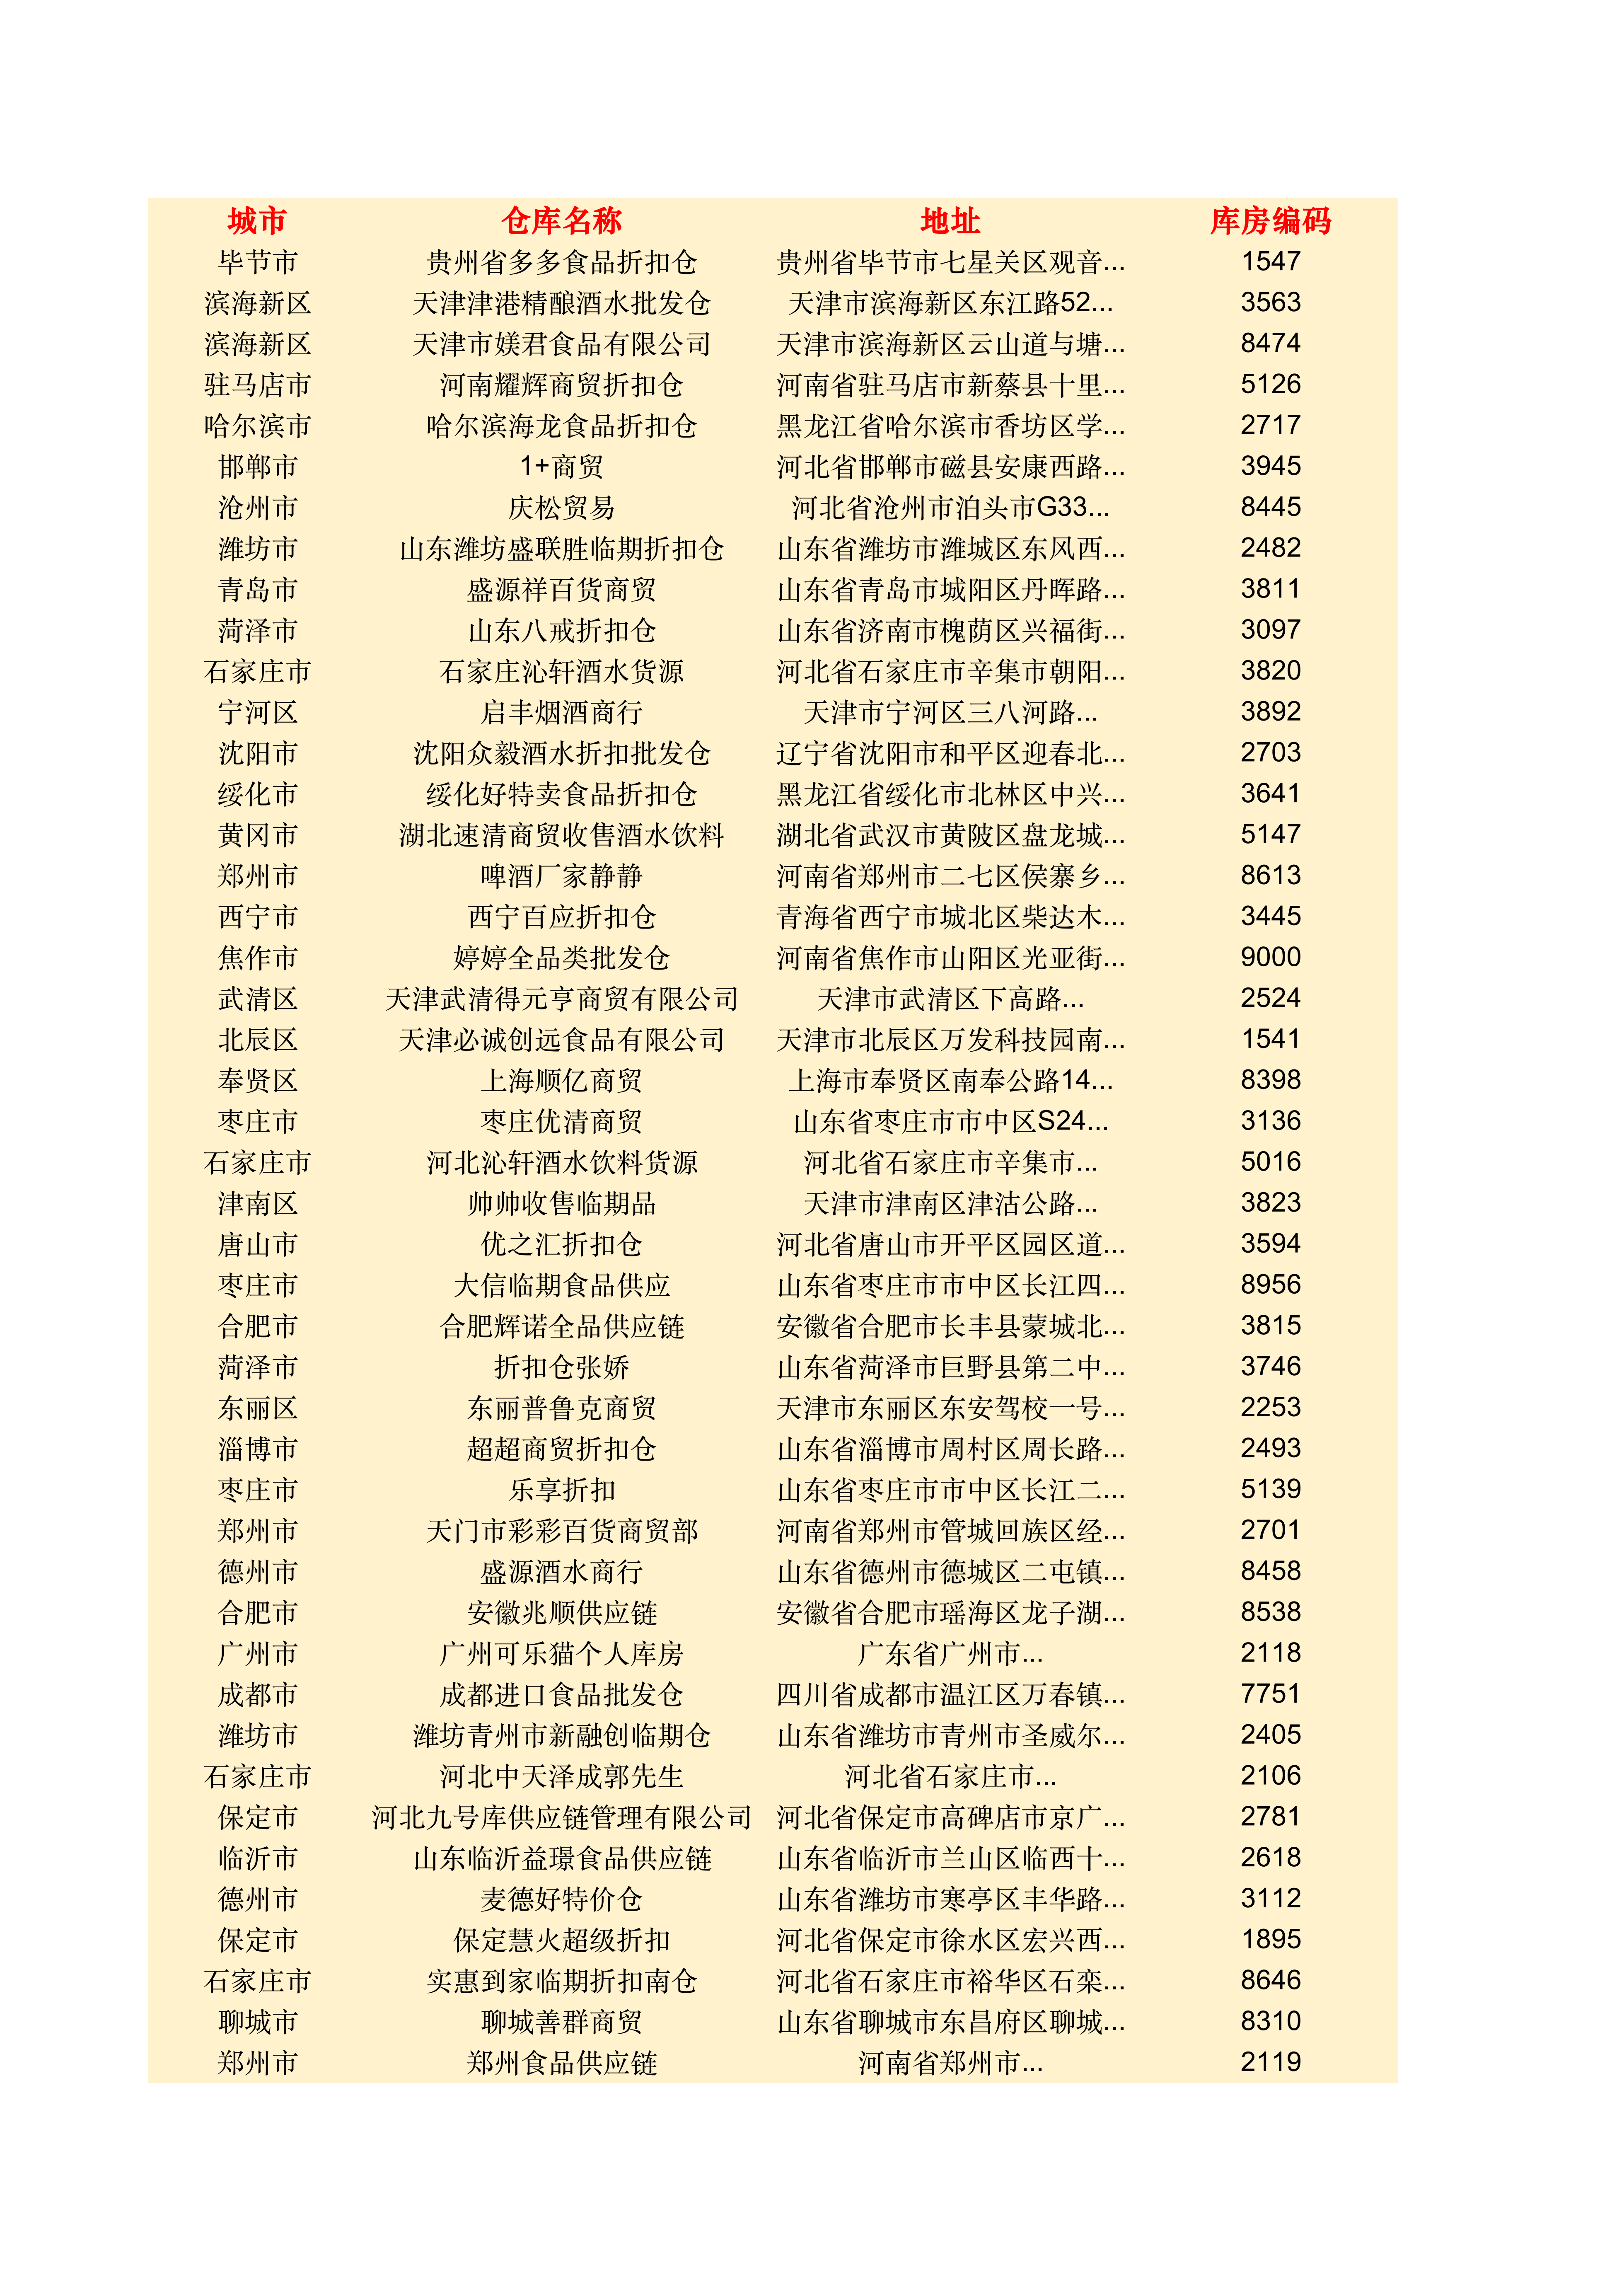 城市 仓库名称 地址 库房编码
毕节市 贵州省多多食品折扣仓 贵州省毕节市七星关区观音... 1547
滨海新区 天津津港精酿酒水批发仓 天津市滨海新区东江路52... 3563
滨海新区 天津市媄君食品有限公司 天津市滨海新区云山道与塘... 8474
驻马店市 河南耀辉商贸折扣仓 河南省驻马店市新蔡县十里... 5126
哈尔滨市 哈尔滨海龙食品折扣仓 黑龙江省哈尔滨市香坊区学... 2717
邯郸市 1+商贸 河北省邯郸市磁县安康西路... 3945
沧州市 庆松贸易 河北省沧州市泊头市G33... 8445
潍坊市 山东潍坊盛联胜临期折扣仓 山东省潍坊市潍城区东风西... 2482
青岛市 盛源祥百货商贸 山东省青岛市城阳区丹晖路... 3811
菏泽市 山东八戒折扣仓 山东省济南市槐荫区兴福街... 3097
石家庄市 石家庄沁轩酒水货源 河北省石家庄市辛集市朝阳... 3820
宁河区 启丰烟酒商行 天津市宁河区三八河路... 3892
沈阳市 沈阳众毅酒水折扣批发仓 辽宁省沈阳市和平区迎春北... 2703
绥化市 绥化好特卖食品折扣仓 黑龙江省绥化市北林区中兴... 3641
黄冈市 湖北速清商贸收售酒水饮料 湖北省武汉市黄陂区盘龙城... 5147
郑州市 啤酒厂家静静 河南省郑州市二七区侯寨乡... 8613
西宁市 西宁百应折扣仓 青海省西宁市城北区柴达木... 3445
焦作市 婷婷全品类批发仓 河南省焦作市山阳区光亚街... 9000
武清区 天津武清得元亨商贸有限公司 天津市武清区下高路... 2524
北辰区 天津必诚创远食品有限公司 天津市北辰区万发科技园南... 1541
奉贤区 上海顺亿商贸 上海市奉贤区南奉公路14... 8398
枣庄市 枣庄优清商贸 山东省枣庄市市中区S24... 3136
石家庄市 河北沁轩酒水饮料货源 河北省石家庄市辛集市... 5016
津南区 帅帅收售临期品 天津市津南区津沽公路... 3823
唐山市 优之汇折扣仓 河北省唐山市开平区园区道... 3594
枣庄市 大信临期食品供应 山东省枣庄市市中区长江四... 8956
合肥市 合肥辉诺全品供应链 安徽省合肥市长丰县蒙城北... 3815
菏泽市 折扣仓张娇 山东省菏泽市巨野县第二中... 3746
东丽区 东丽普鲁克商贸 天津市东丽区东安驾校一号... 2253
淄博市 超超商贸折扣仓 山东省淄博市周村区周长路... 2493
枣庄市 乐享折扣 山东省枣庄市市中区长江二... 5139
郑州市 天门市彩彩百货商贸部 河南省郑州市管城回族区经... 2701
德州市 盛源酒水商行 山东省德州市德城区二屯镇... 8458
合肥市 安徽兆顺供应链 安徽省合肥市瑶海区龙子湖... 8538
广州市 广州可乐猫个人库房 广东省广州市... 2118
成都市 成都进口食品批发仓 四川省成都市温江区万春镇... 7751
潍坊市 潍坊青州市新融创临期仓 山东省潍坊市青州市圣威尔... 2405
石家庄市 河北中天泽成郭先生 河北省石家庄市... 2106
保定市 河北九号库供应链管理有限公司 河北省保定市高碑店市京广... 2781
临沂市 山东临沂益璟食品供应链 山东省临沂市兰山区临西十... 2618
德州市 麦德好特价仓 山东省潍坊市寒亭区丰华路... 3112
保定市 保定慧火超级折扣 河北省保定市徐水区宏兴西... 1895
石家庄市 实惠到家临期折扣南仓 河北省石家庄市裕华区石栾... 8646
聊城市 聊城善群商贸 山东省聊城市东昌府区聊城... 8310
郑州市 郑州食品供应链 河南省郑州市... 2119